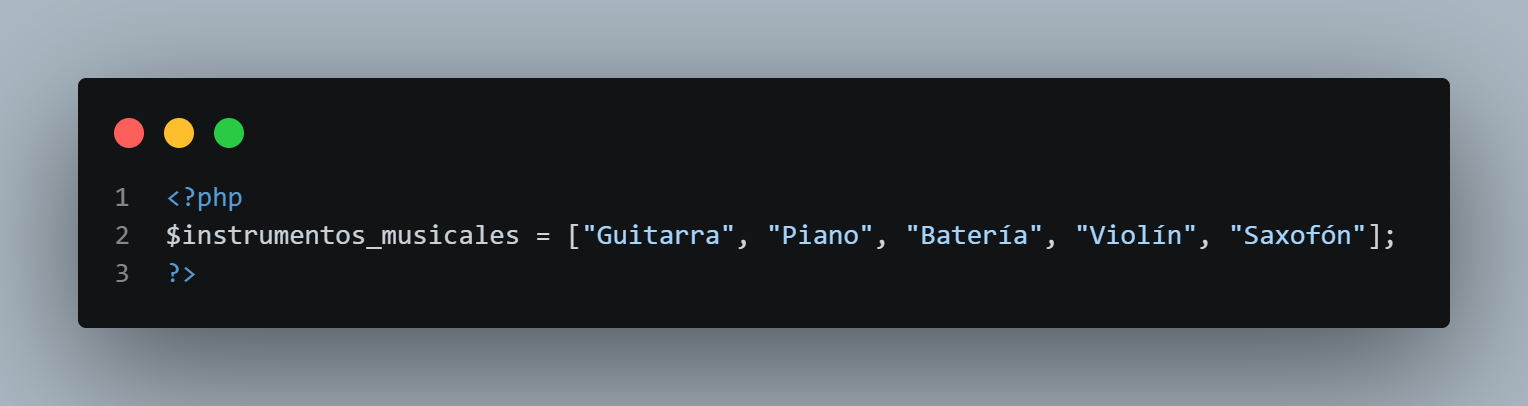 1 <?php
2 $instrumentos_musicales = ["Guitarra", "Piano", "Batería", "Violín", "Saxofón"];
3 ?>